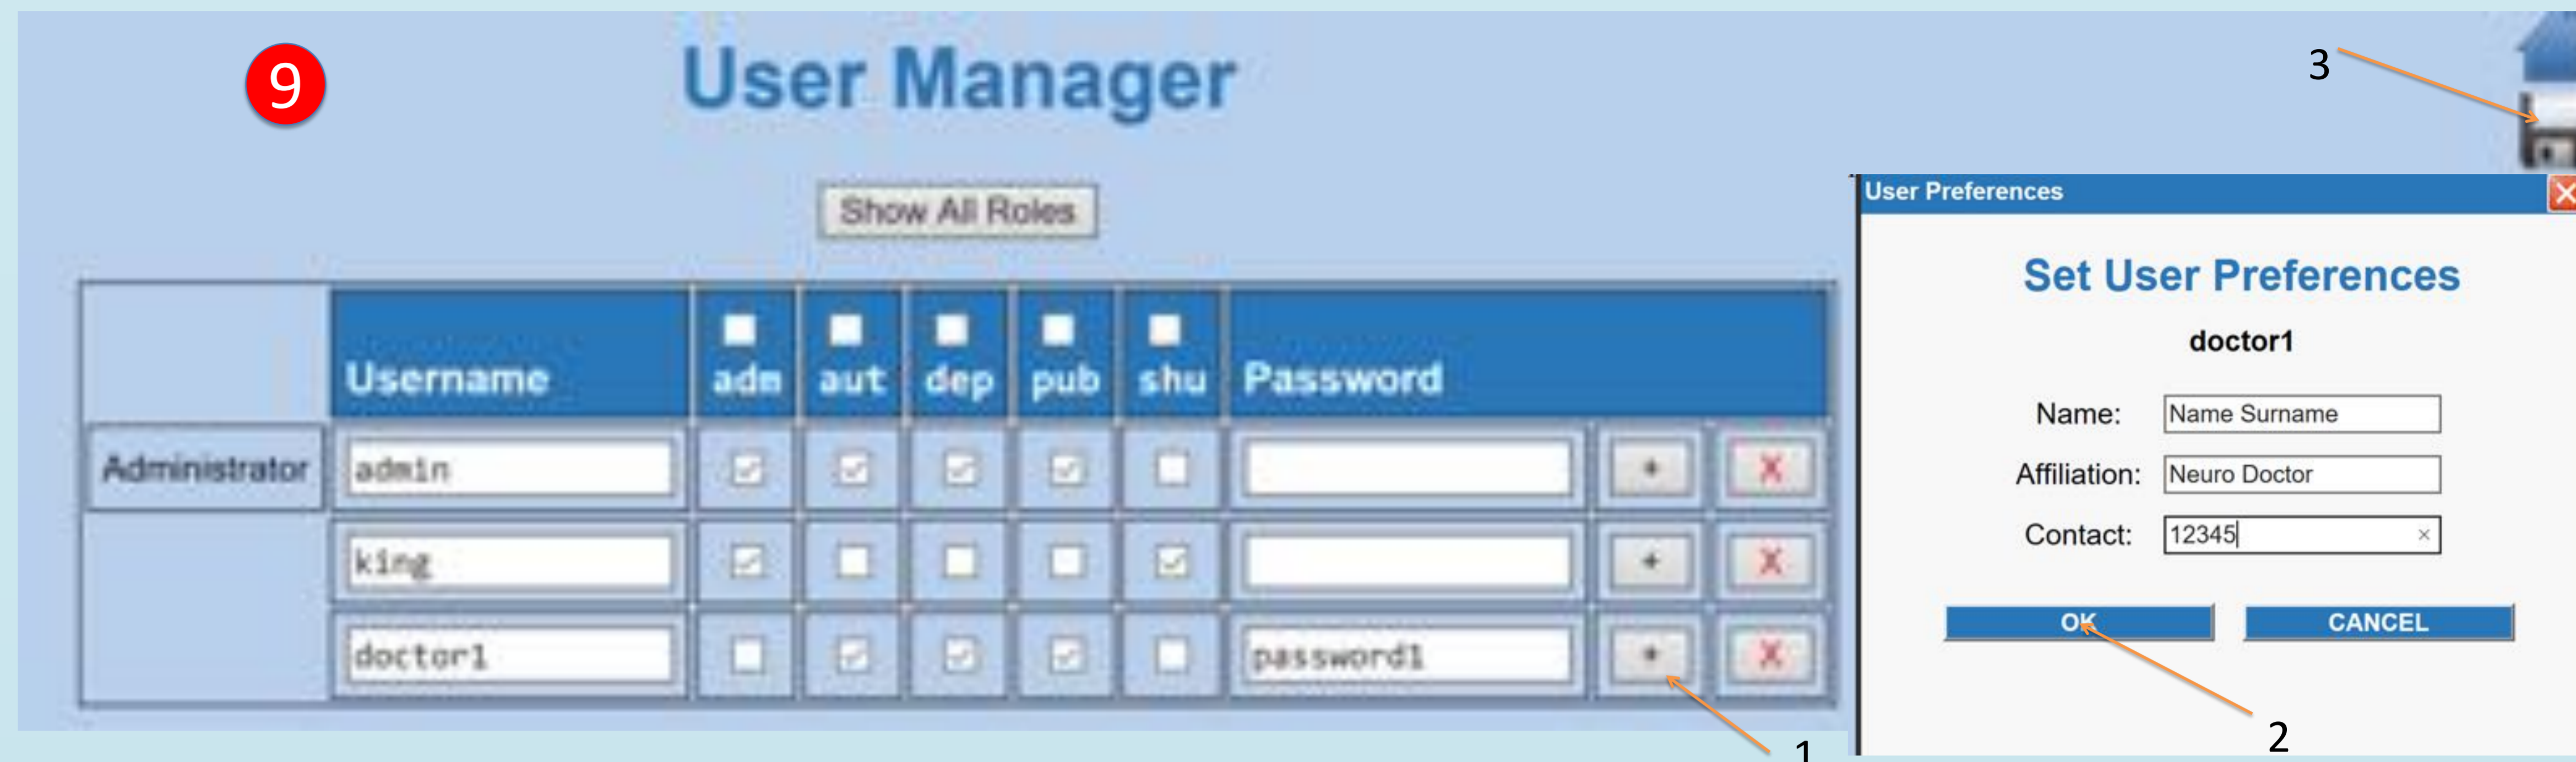 9
User Manager
3
Show All Roles
Username adm aut dep pub shu Password
Administrator admin + X
king + X
doctor1 password1 + X
1
User Preferences
Set User Preferences
doctor1
Name: Name Surname
Affiliation: Neuro Doctor
Contact: 12345 ×
OK CANCEL
2